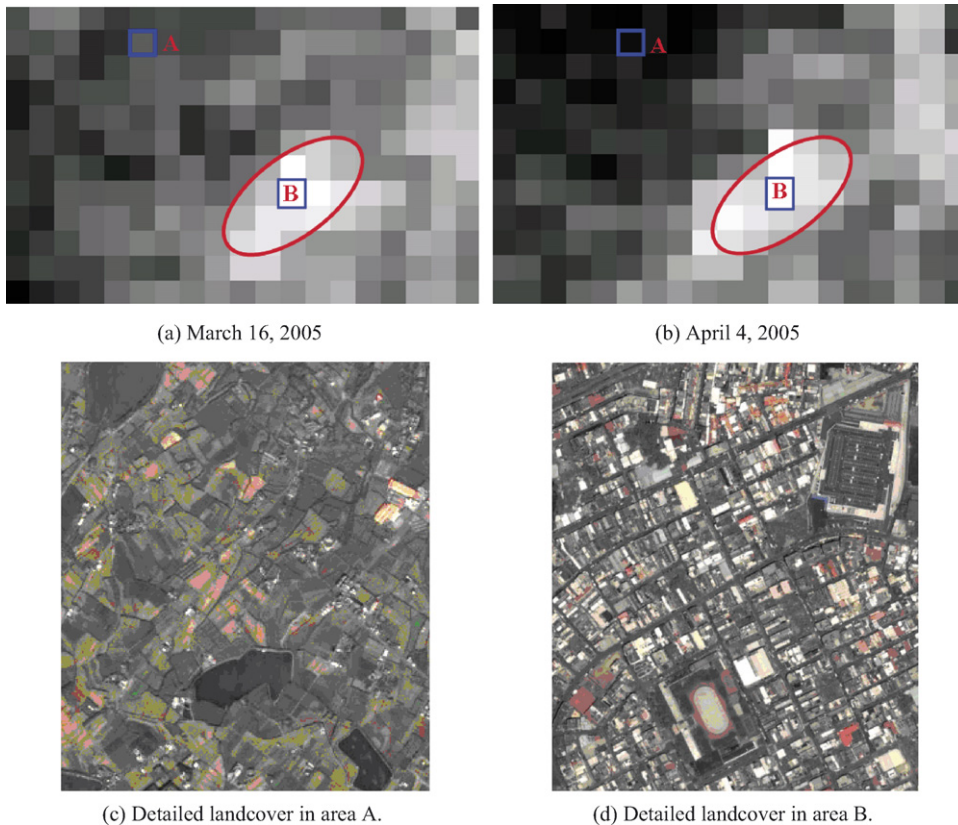 A
B
A
B
(a) March 16, 2005
(b) April 4, 2005
(c) Detailed landcover in area A.
(d) Detailed landcover in area B.